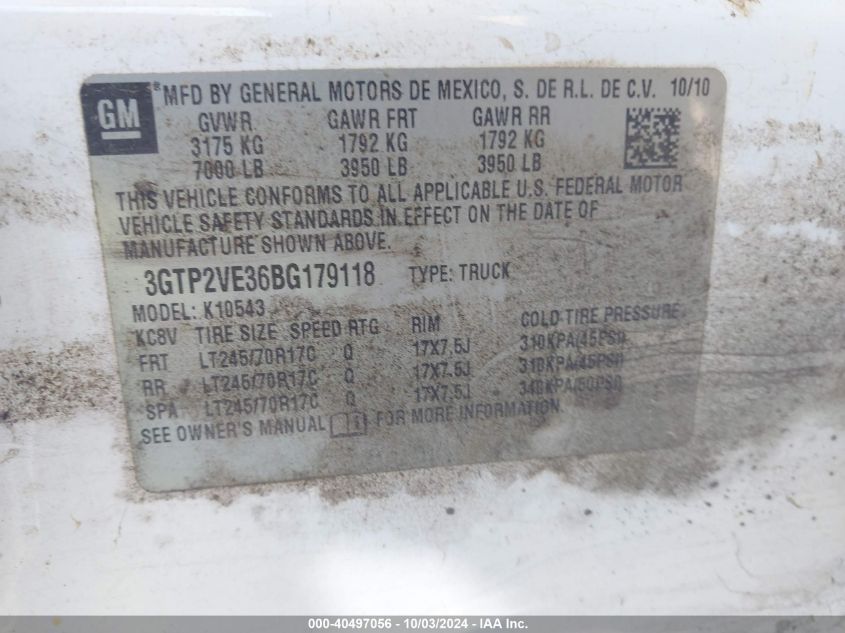 GM
® MFD BY GENERAL MOTORS DE MEXICO, S. DE R.L. DE C.V. 10/10
GVWR GAWR FRT GAWR RR
3175 KG 1792 KG 1792 KG
7000 LB 3950 LB 3950 LB
THIS VEHICLE CONFORMS TO ALL APPLICABLE U.S. FEDERAL MOTOR
VEHICLE SAFETY STANDARDS IN EFFECT ON THE DATE OF
MANUFACTURE SHOWN ABOVE.
3GTP2VE36BG179118 TYPE: TRUCK
MODEL: K10543
KC8V TIRE SIZE SPEED RTG RIM COLD TIRE PRESSURE
FRT LT245/70R17C Q 17X7.5J 310KPA(45PSI)
RR LT245/70R17C Q 17X7.5J 310KPA(45PSI)
SPA LT245/70R17C Q 17X7.5J 340KPA(50PSI)
SEE OWNER'S MANUAL FOR MORE INFORMATION.
000-40497056 - 10/03/2024 - IAA Inc.